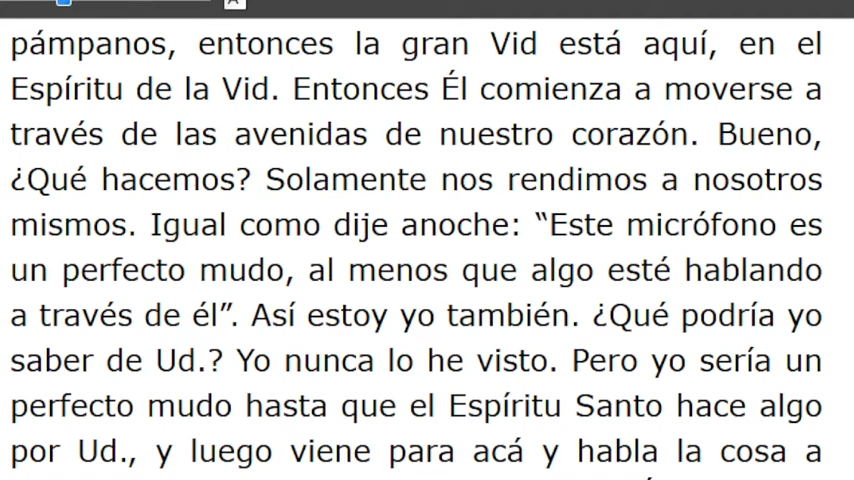 pámpanos, entonces la gran Vid está aquí, en el
Espíritu de la Vid. Entonces Él comienza a moverse a
través de las avenidas de nuestro corazón. Bueno,
¿Qué hacemos? Solamente nos rendimos a nosotros
mismos. Igual como dije anoche: “Este micrófono es
un perfecto mudo, al menos que algo esté hablando
a través de él”. Así estoy yo también. ¿Qué podría yo
saber de Ud.? Yo nunca lo he visto. Pero yo sería un
perfecto mudo hasta que el Espíritu Santo hace algo
por Ud., y luego viene para acá y habla la cosa a